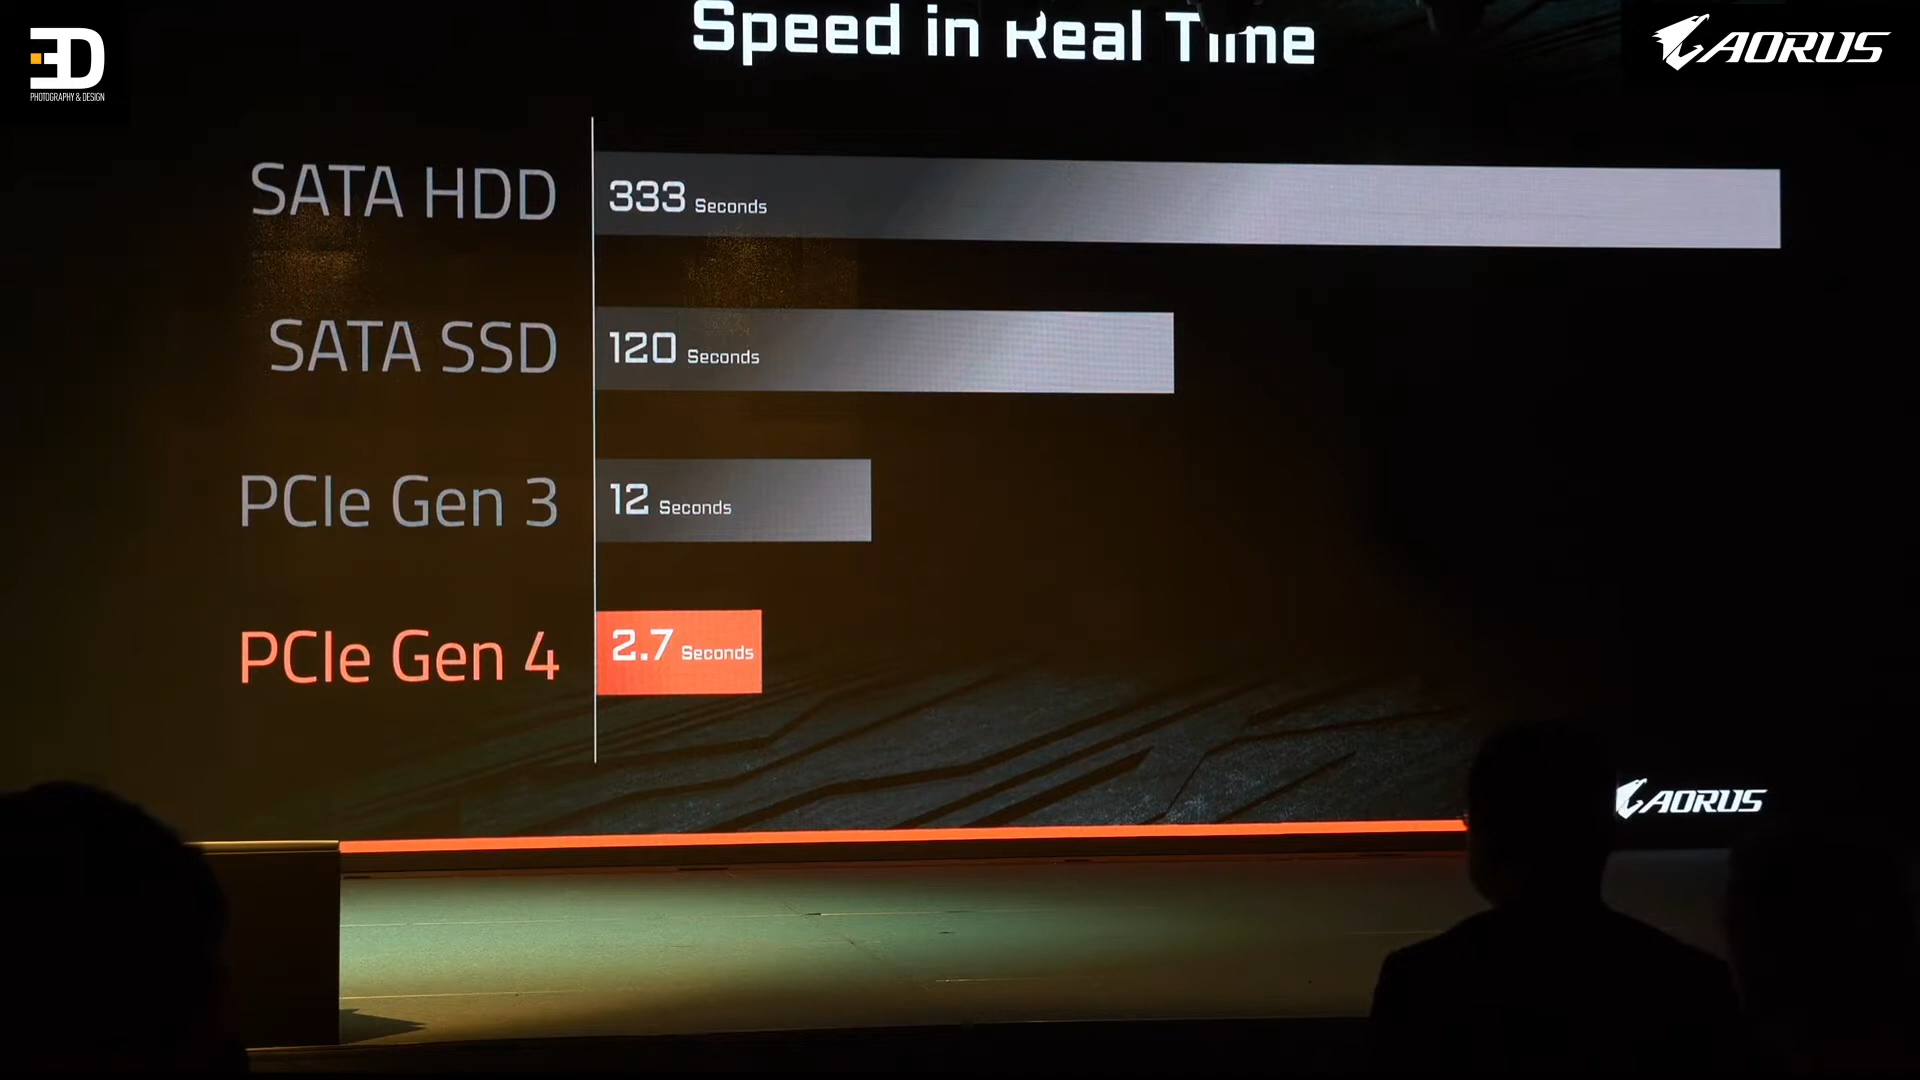 Speed in Real Time
3D
PHOTOGRAPHY & DESIGN
AORUS
SATA HDD
333 Seconds
SATA SSD
120 Seconds
PCIe Gen 3
12 Seconds
PCIe Gen 4
2.7 Seconds
AORUS